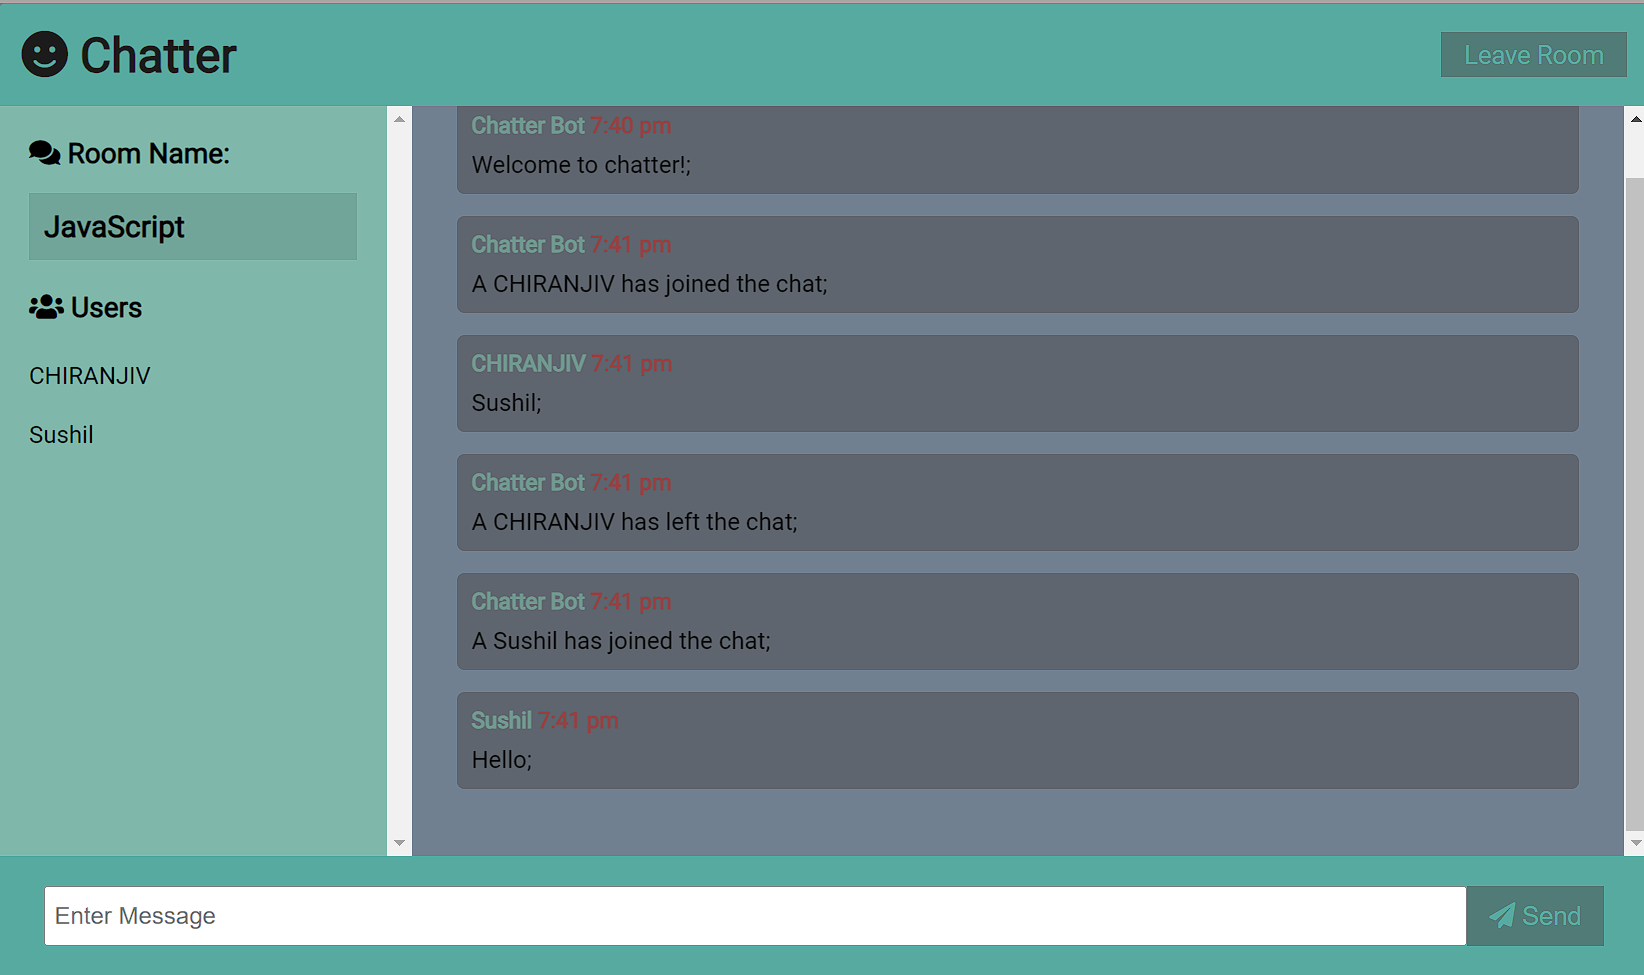 Chatter
Leave Room
Room Name:
JavaScript
Users
CHIRANJIV
Sushil
Chatter Bot 7:40 pm
Welcome to chatter!;
Chatter Bot 7:41 pm
A CHIRANJIV has joined the chat;
CHIRANJIV 7:41 pm
Sushil;
Chatter Bot 7:41 pm
A CHIRANJIV has left the chat;
Chatter Bot 7:41 pm
A Sushil has joined the chat;
Sushil 7:41 pm
Hello;
Enter Message
Send